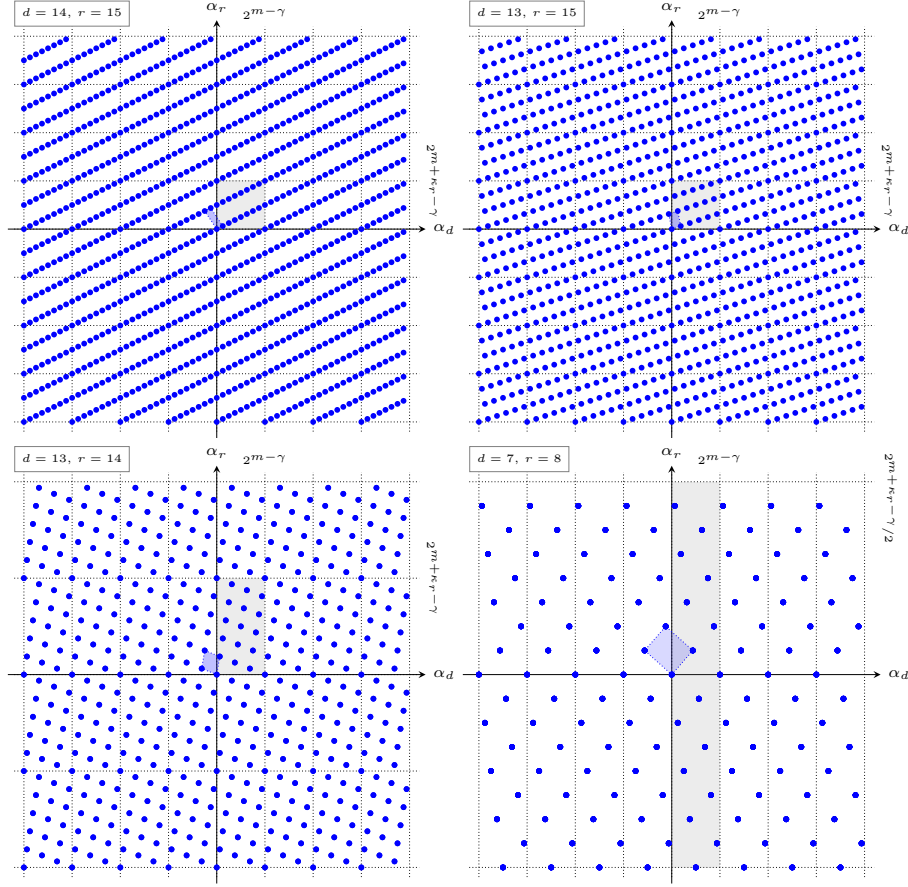 d = 14, r = 15
α_r
2^{m−γ}
2^{m+κ_r−γ}
α_d
d = 13, r = 15
α_r
2^{m−γ}
2^{m+κ_r−γ}
α_d
d = 13, r = 14
α_r
2^{m−γ}
2^{m+κ_r−γ}
α_d
d = 7, r = 8
α_r
2^{m−γ}
2^{m+κ_r−γ}/2
α_d